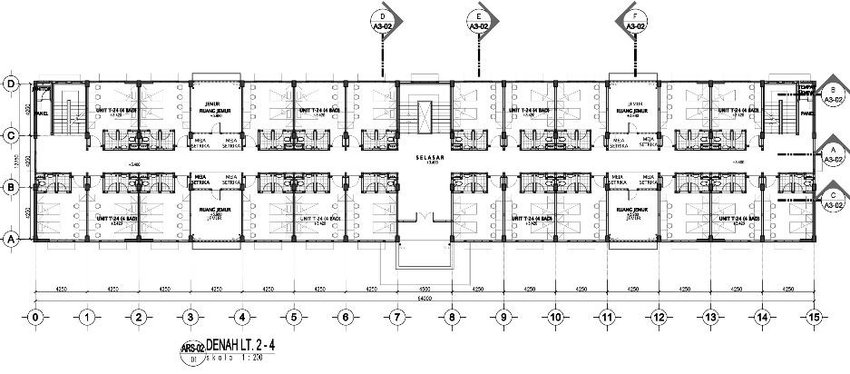 D E F
A3-02 A3-02 A3-02
B
A3-02
A
A3-02
C
A3-02
D
C
B
A
PANEL
UNIT T-24 (4 BAD)
JEMUR
RUANG JEMUR
UNIT T-24 (4 BAD)
UNIT T-24 (4 BAD)
JEMUR
RUANG JEMUR
UNIT T-24 (4 BAD)
PANEL
MEJA SETRIKA
MEJA SETRIKA
MEJA SETRIKA
MEJA SETRIKA
SELASAR
MEJA SETRIKA
MEJA SETRIKA
MEJA SETRIKA
MEJA SETRIKA
UNIT T-24 (4 BAD)
RUANG JEMUR
JEMUR
UNIT T-24 (4 BAD)
UNIT T-24 (4 BAD)
RUANG JEMUR
JEMUR
UNIT T-24 (4 BAD)
4250 4250 4250 4250 4250 4250 4250 4500 4250 4250 4250 4250 4250 4250 4250
0 1 2 3 4 5 6 7 8 9 10 11 12 13 14 15
ARS-02 DENAH LT. 2 - 4
skala 1 : 200